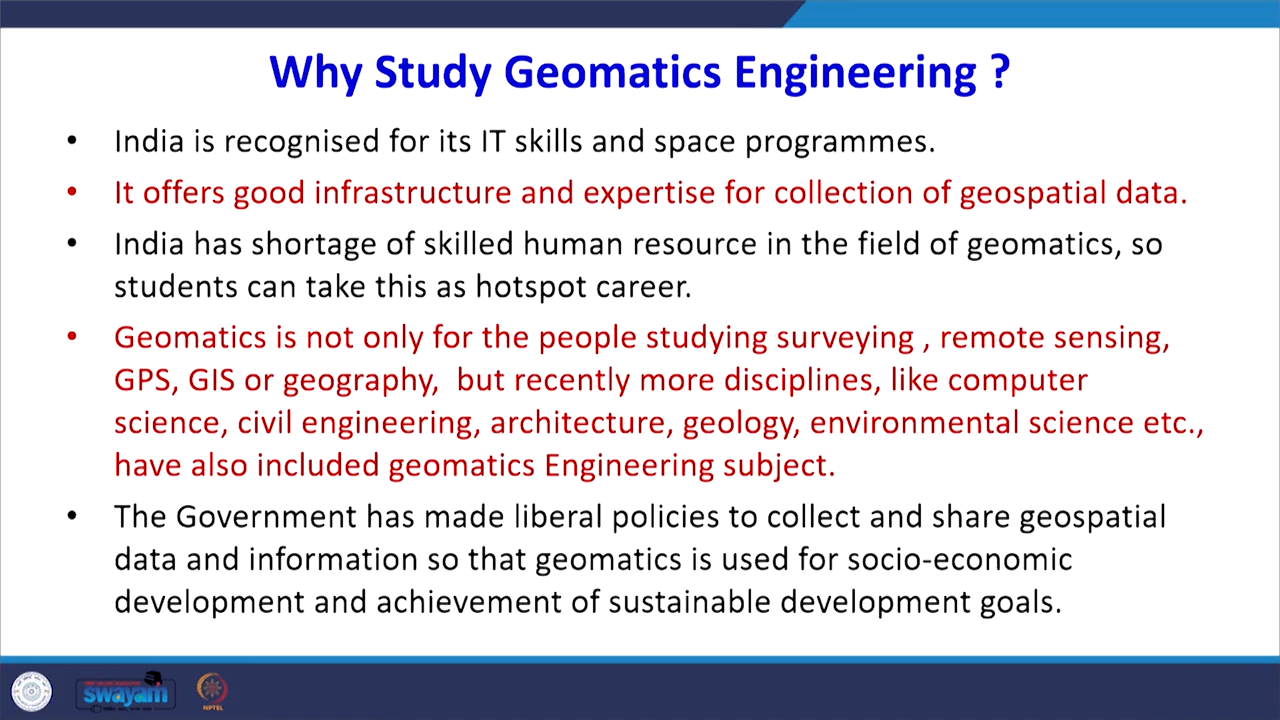 Why Study Geomatics Engineering ?
• India is recognised for its IT skills and space programmes.
• It offers good infrastructure and expertise for collection of geospatial data.
• India has shortage of skilled human resource in the field of geomatics, so
students can take this as hotspot career.
• Geomatics is not only for the people studying surveying , remote sensing,
GPS, GIS or geography,  but recently more disciplines, like computer
science, civil engineering, architecture, geology, environmental science etc.,
have also included geomatics Engineering subject.
• The Government has made liberal policies to collect and share geospatial
data and information so that geomatics is used for socio-economic
development and achievement of sustainable development goals.
swayam
NPTEL